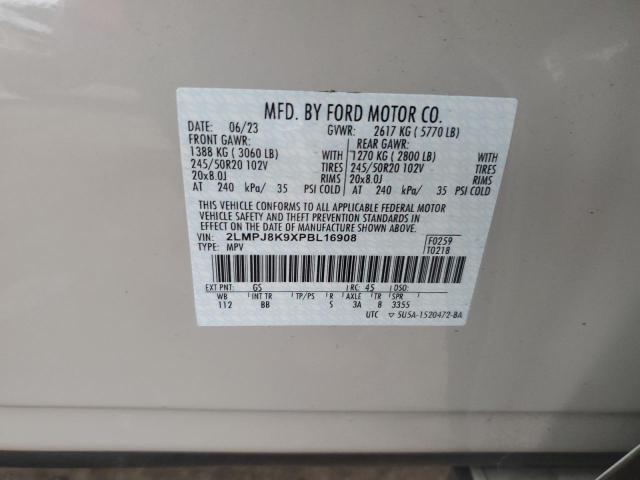 MFD. BY FORD MOTOR CO.
DATE: 06/23 GVWR: 2617 KG ( 5770 LB)
FRONT GAWR: REAR GAWR:
1388 KG ( 3060 LB) WITH 1270 KG ( 2800 LB) WITH
245/50R20 102V TIRES 245/50R20 102V TIRES
20x8.0J RIMS 20x8.0J RIMS
AT 240 kPa/ 35 PSI COLD AT 240 kPa/ 35 PSI COLD
THIS VEHICLE CONFORMS TO ALL APPLICABLE FEDERAL MOTOR
VEHICLE SAFETY AND THEFT PREVENTION STANDARDS IN
EFFECT ON THE DATE OF MANUFACTURE SHOWN ABOVE.
VIN: 2LMPJ8K9XPBL16908 F0259
TYPE: MPV T0218
EXT PNT: GS RC: 45 DSO:
WB INT TR TP/PS R AXLE TR SPR
112 BB S 3A 8 3355
UTC ▽ 5U5A-1520472-BA